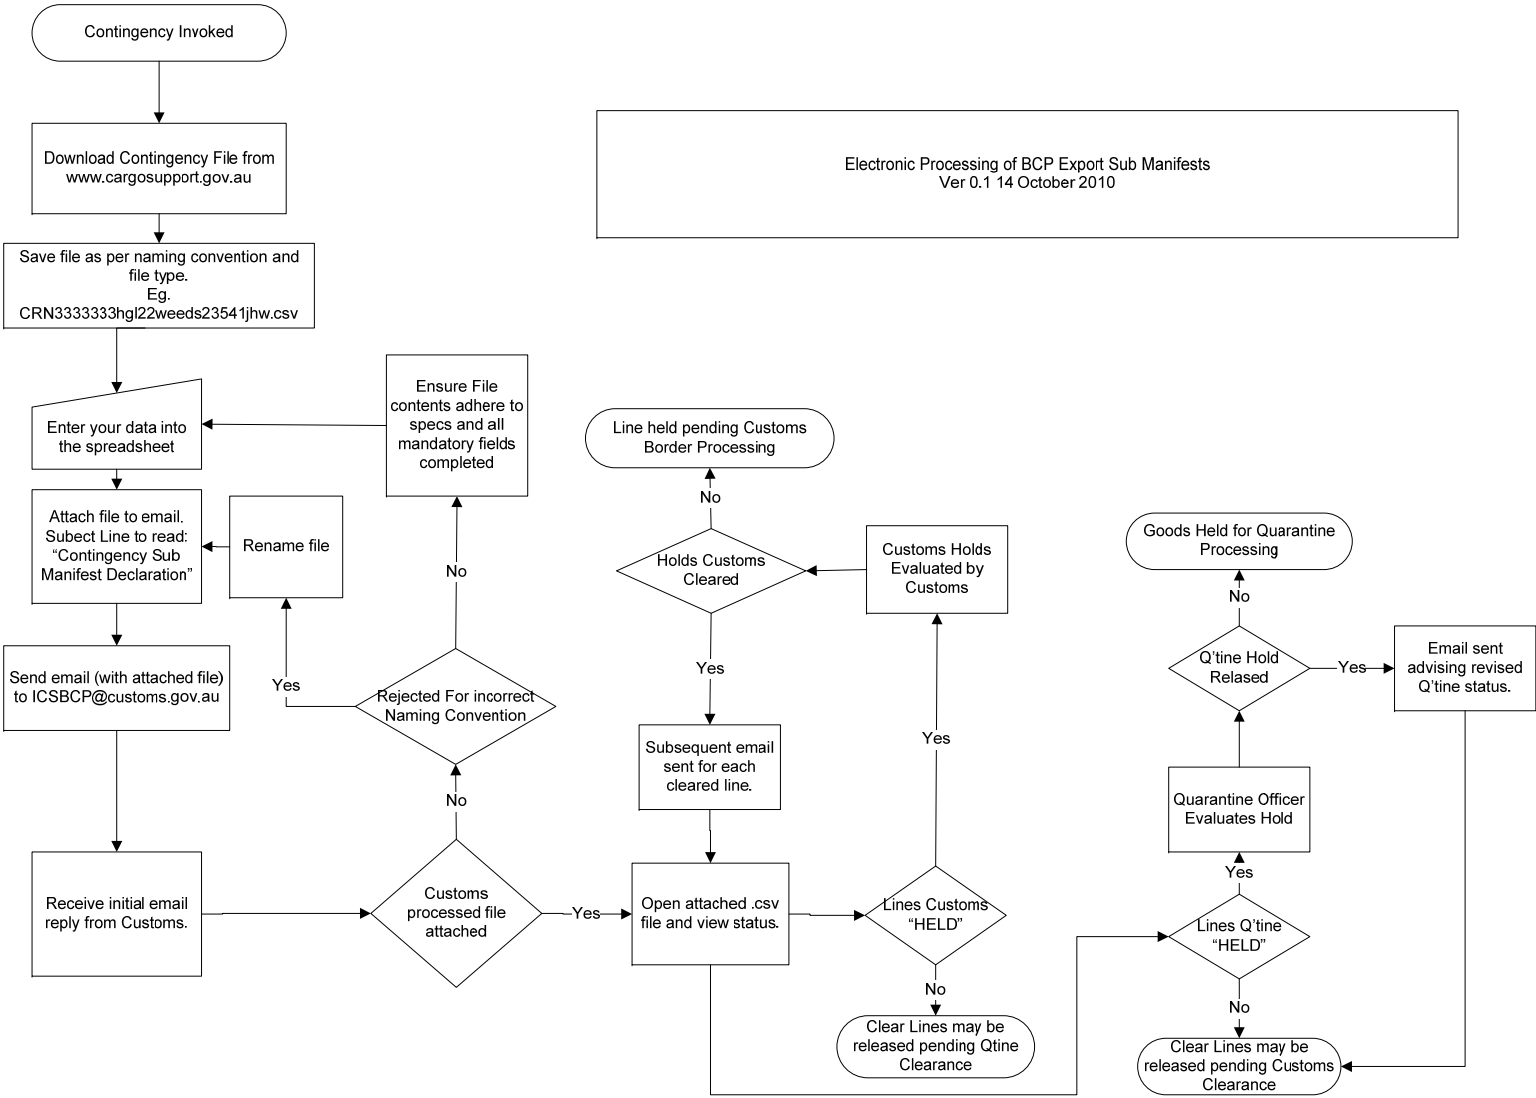 Contingency Invoked
Download Contingency File from
www.cargosupport.gov.au
Electronic Processing of BCP Export Sub Manifests
Ver 0.1 14 October 2010
Save file as per naming convention and
file type.
Eg.
CRN3333333hgl22weeds23541jhw.csv
Enter your data into
the spreadsheet
Ensure File
contents adhere to
specs and all
mandatory fields
completed
Attach file to email.
Subect Line to read:
“Contingency Sub
Manifest Declaration”
Rename file
No
Yes
Send email (with attached file)
to ICSBCP@customs.gov.au
Rejected For incorrect
Naming Convention
No
Receive initial email
reply from Customs.
Customs
processed file
attached
Yes
Line held pending Customs
Border Processing
No
Holds Customs
Cleared
Customs Holds
Evaluated by
Customs
Yes
Subsequent email
sent for each
cleared line.
Yes
Open attached .csv
file and view status.
Lines Customs
“HELD”
No
Clear Lines may be
released pending Qtine
Clearance
Goods Held for Quarantine
Processing
No
Q’tine Hold
Relased
Yes
Email sent
advising revised
Q’tine status.
Quarantine Officer
Evaluates Hold
Yes
Lines Q’tine
“HELD”
No
Clear Lines may be
released pending Customs
Clearance